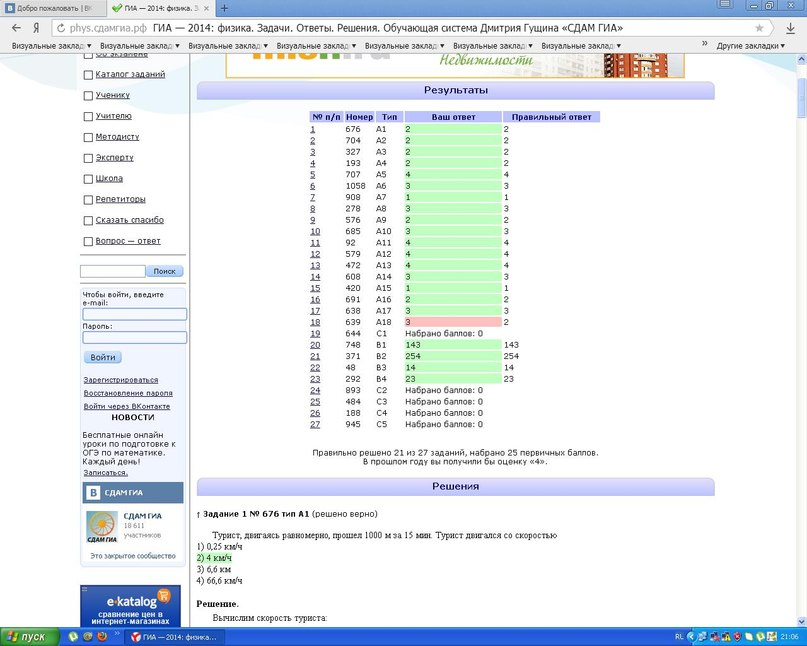 Добро пожаловать | ВК
ГИА — 2014: физика. З
phys.сдамгиа.рф ГИА — 2014: физика. Задачи. Ответы. Решения. Обучающая система Дмитрия Гущина «СДАМ ГИА»
Визуальные заклад Визуальные заклад Визуальные заклад Визуальные заклад Визуальные заклад Визуальные заклад Визуальные заклад » Другие закладки
Об экзамене
Каталог заданий
Ученику
Учителю
Методисту
Эксперту
Школа
Репетиторы
Сказать спасибо
Вопрос — ответ
Поиск
Чтобы войти, введите
e-mail:
Пароль:
Войти
Зарегистрироваться
Восстановление пароля
Войти через ВКонтакте
НОВОСТИ
Бесплатные онлайн
уроки по подготовке к
ОГЭ по математике.
Каждый день!
Записаться.
В СДАМ ГИА
СДАМ ГИА
18 611
участников
СДАМ ГИА
Это закрытое сообщество
e-katalog
сравнение цен в
интернет-магазинах
Недвижимости
Результаты
№ п/п Номер Тип Ваш ответ Правильный ответ
1 676 A1 2 2
2 704 A2 2 2
3 327 A3 2 2
4 193 A4 2 2
5 707 A5 4 4
6 1058 A6 3 3
7 908 A7 1 1
8 278 A8 3 3
9 576 A9 2 2
10 685 A10 3 3
11 92 A11 4 4
12 579 A12 4 4
13 472 A13 4 4
14 608 A14 3 3
15 420 A15 1 1
16 691 A16 2 2
17 638 A17 3 3
18 639 A18 3 2
19 644 C1 Набрано баллов: 0
20 748 B1 143 143
21 371 B2 254 254
22 48 B3 14 14
23 292 B4 23 23
24 893 C2 Набрано баллов: 0
25 484 C3 Набрано баллов: 0
26 188 C4 Набрано баллов: 0
27 945 C5 Набрано баллов: 0
Правильно решено 21 из 27 заданий, набрано 25 первичных баллов.
В прошлом году вы получили бы оценку «4».
Решения
↑ Задание 1 № 676 тип А1 (решено верно)
Турист, двигаясь равномерно, прошел 1000 м за 15 мин. Турист двигался со скоростью
1) 0,25 км/ч
2) 4 км/ч
3) 6,6 км
4) 66,6 км/ч
Решение.
Вычислим скорость туриста:
пуск
ГИА — 2014: физика...
RL
21:06